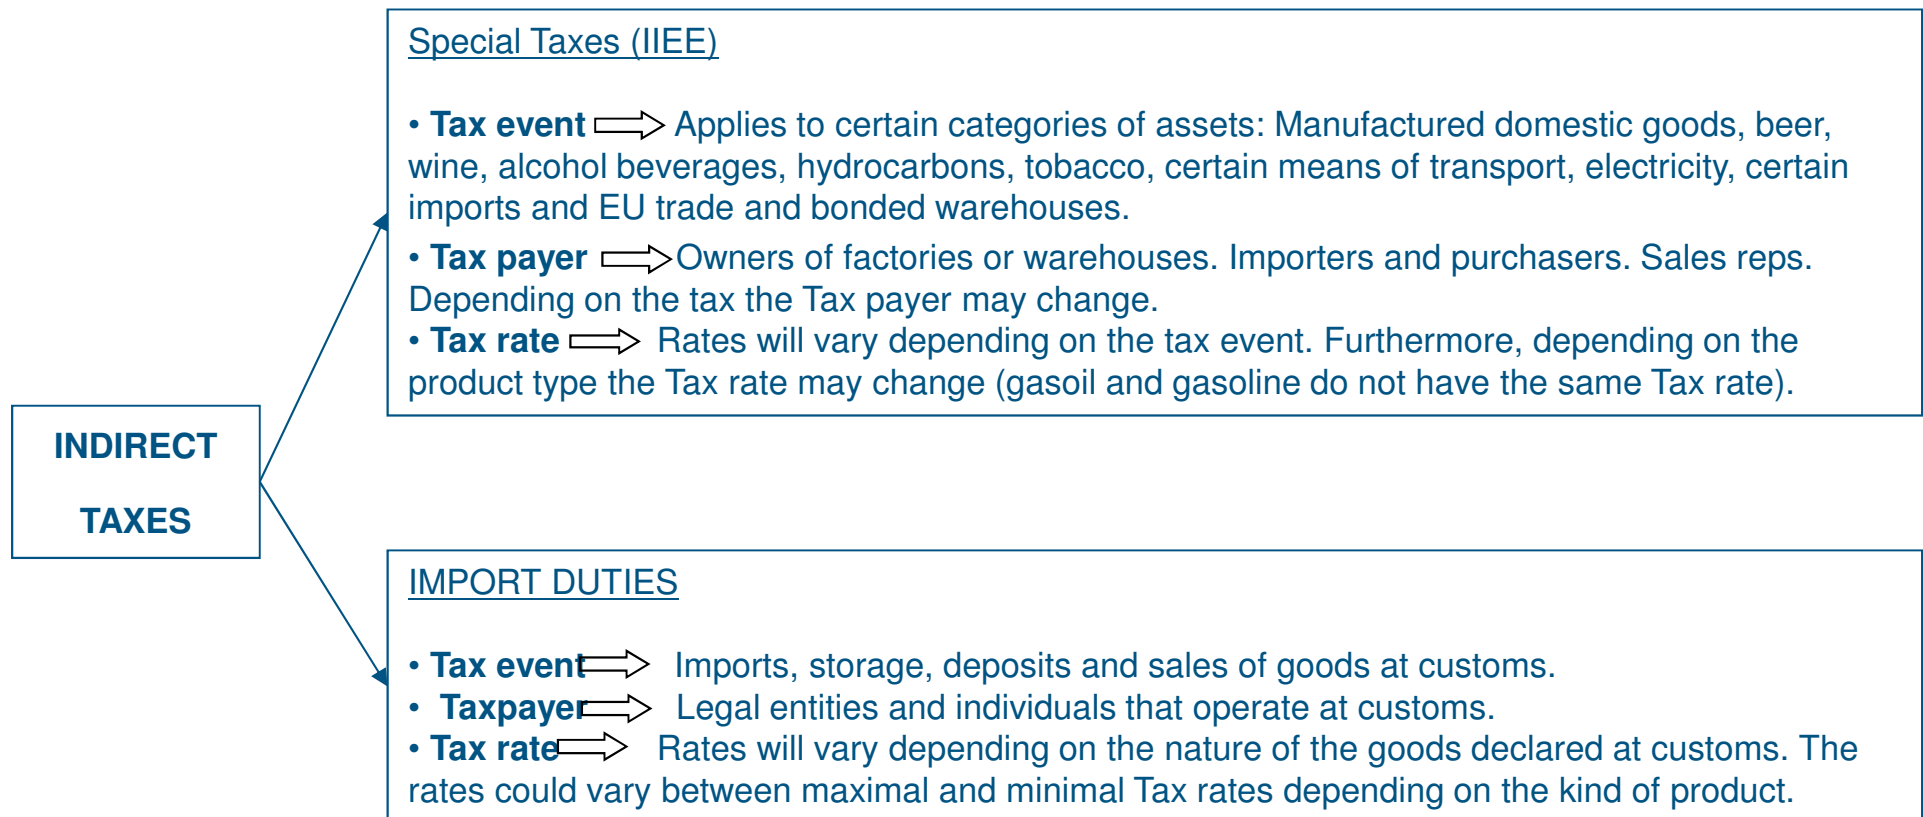 Special Taxes (IIEE)
• Tax event Applies to certain categories of assets: Manufactured domestic goods, beer,
wine, alcohol beverages, hydrocarbons, tobacco, certain means of transport, electricity, certain
imports and EU trade and bonded warehouses.
• Tax payer Owners of factories or warehouses. Importers and purchasers. Sales reps.
Depending on the tax the Tax payer may change.
• Tax rate Rates will vary depending on the tax event. Furthermore, depending on the
product type the Tax rate may change (gasoil and gasoline do not have the same Tax rate).
INDIRECT
TAXES
IMPORT DUTIES
• Tax event Imports, storage, deposits and sales of goods at customs.
• Taxpayer Legal entities and individuals that operate at customs.
• Tax rate Rates will vary depending on the nature of the goods declared at customs. The
rates could vary between maximal and minimal Tax rates depending on the kind of product.